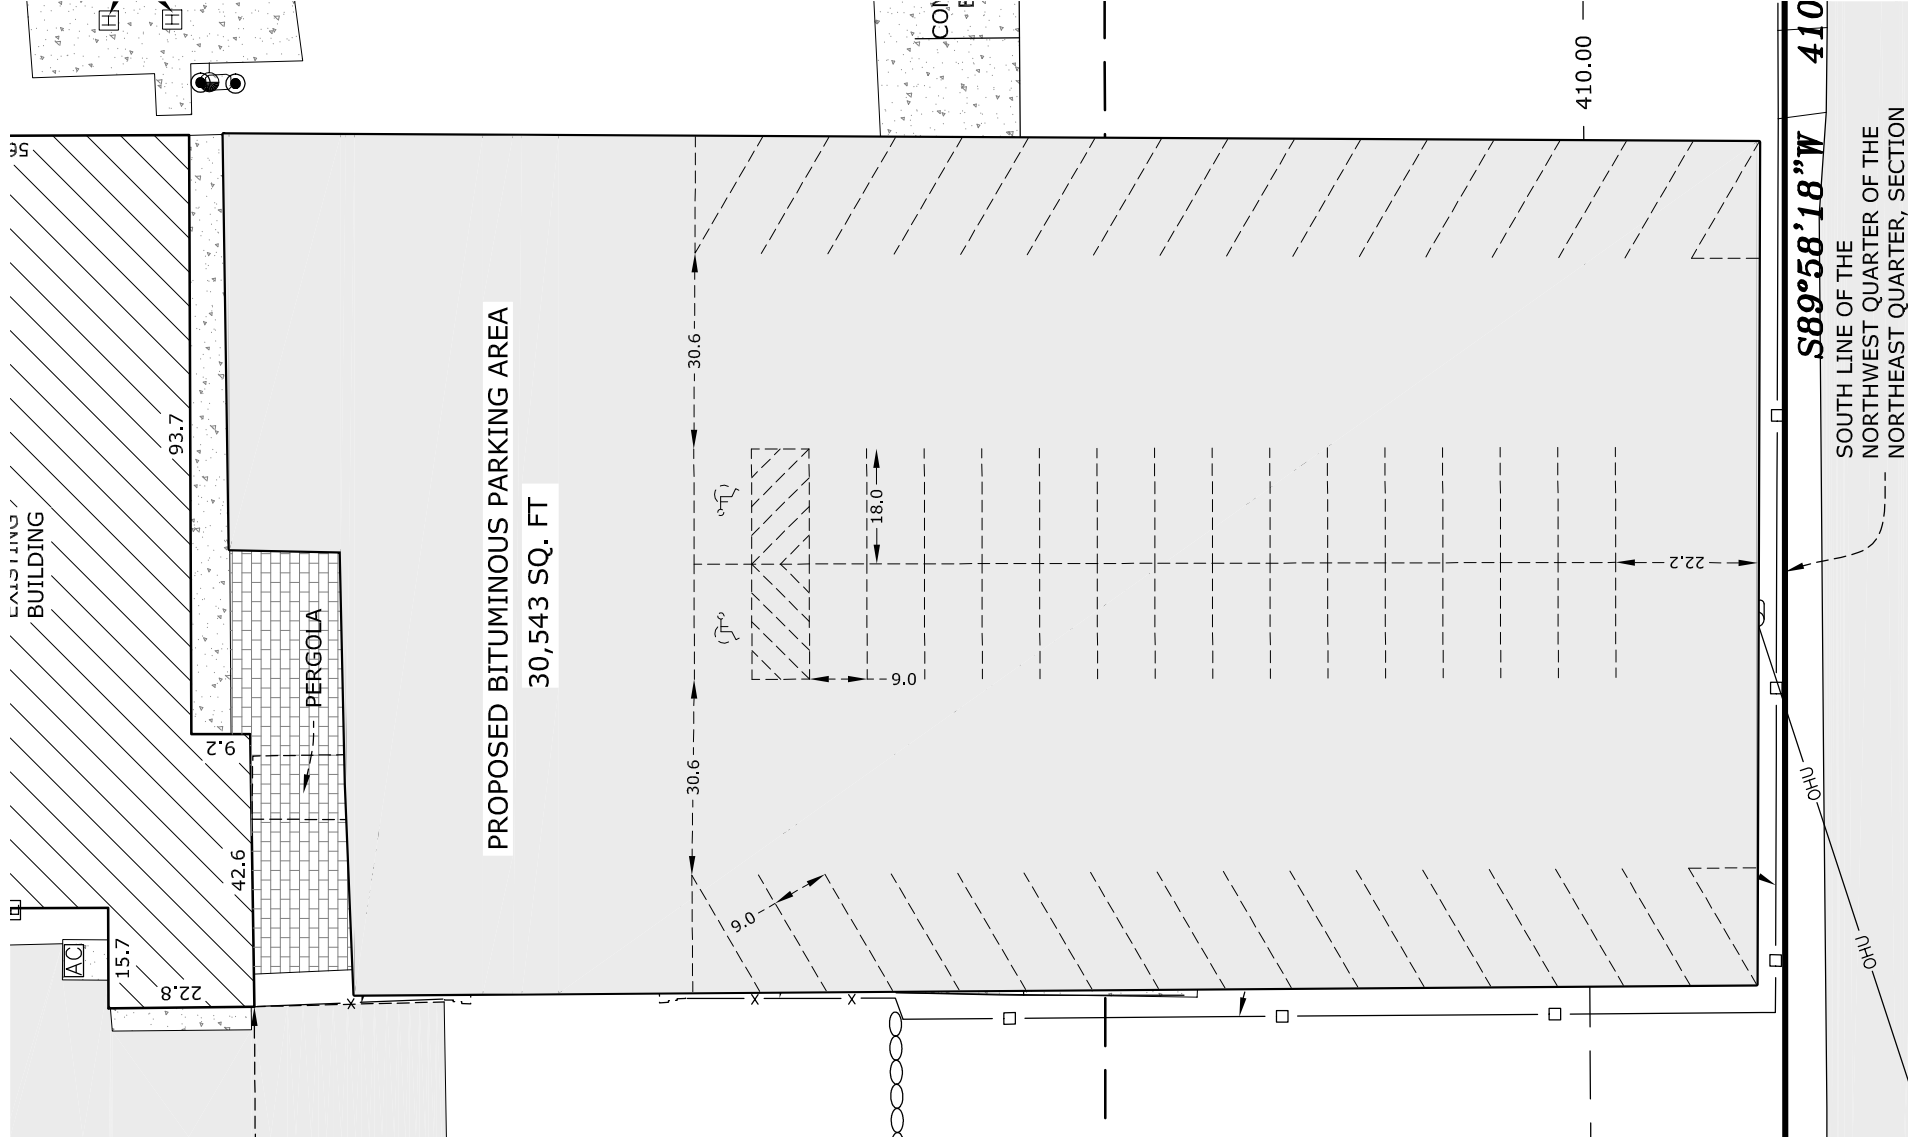 H
H
410.00
410
S89°58'18"W
SOUTH LINE OF THE
NORTHWEST QUARTER OF THE
NORTHEAST QUARTER, SECTION
93.7
BUILDING
PERGOLA
9.2
42.6
AC
15.7
22.8
PROPOSED BITUMINOUS PARKING AREA
30,543 SQ. FT
30.6
30.6
18.0
9.0
9.0
22.2
OHU
OHU